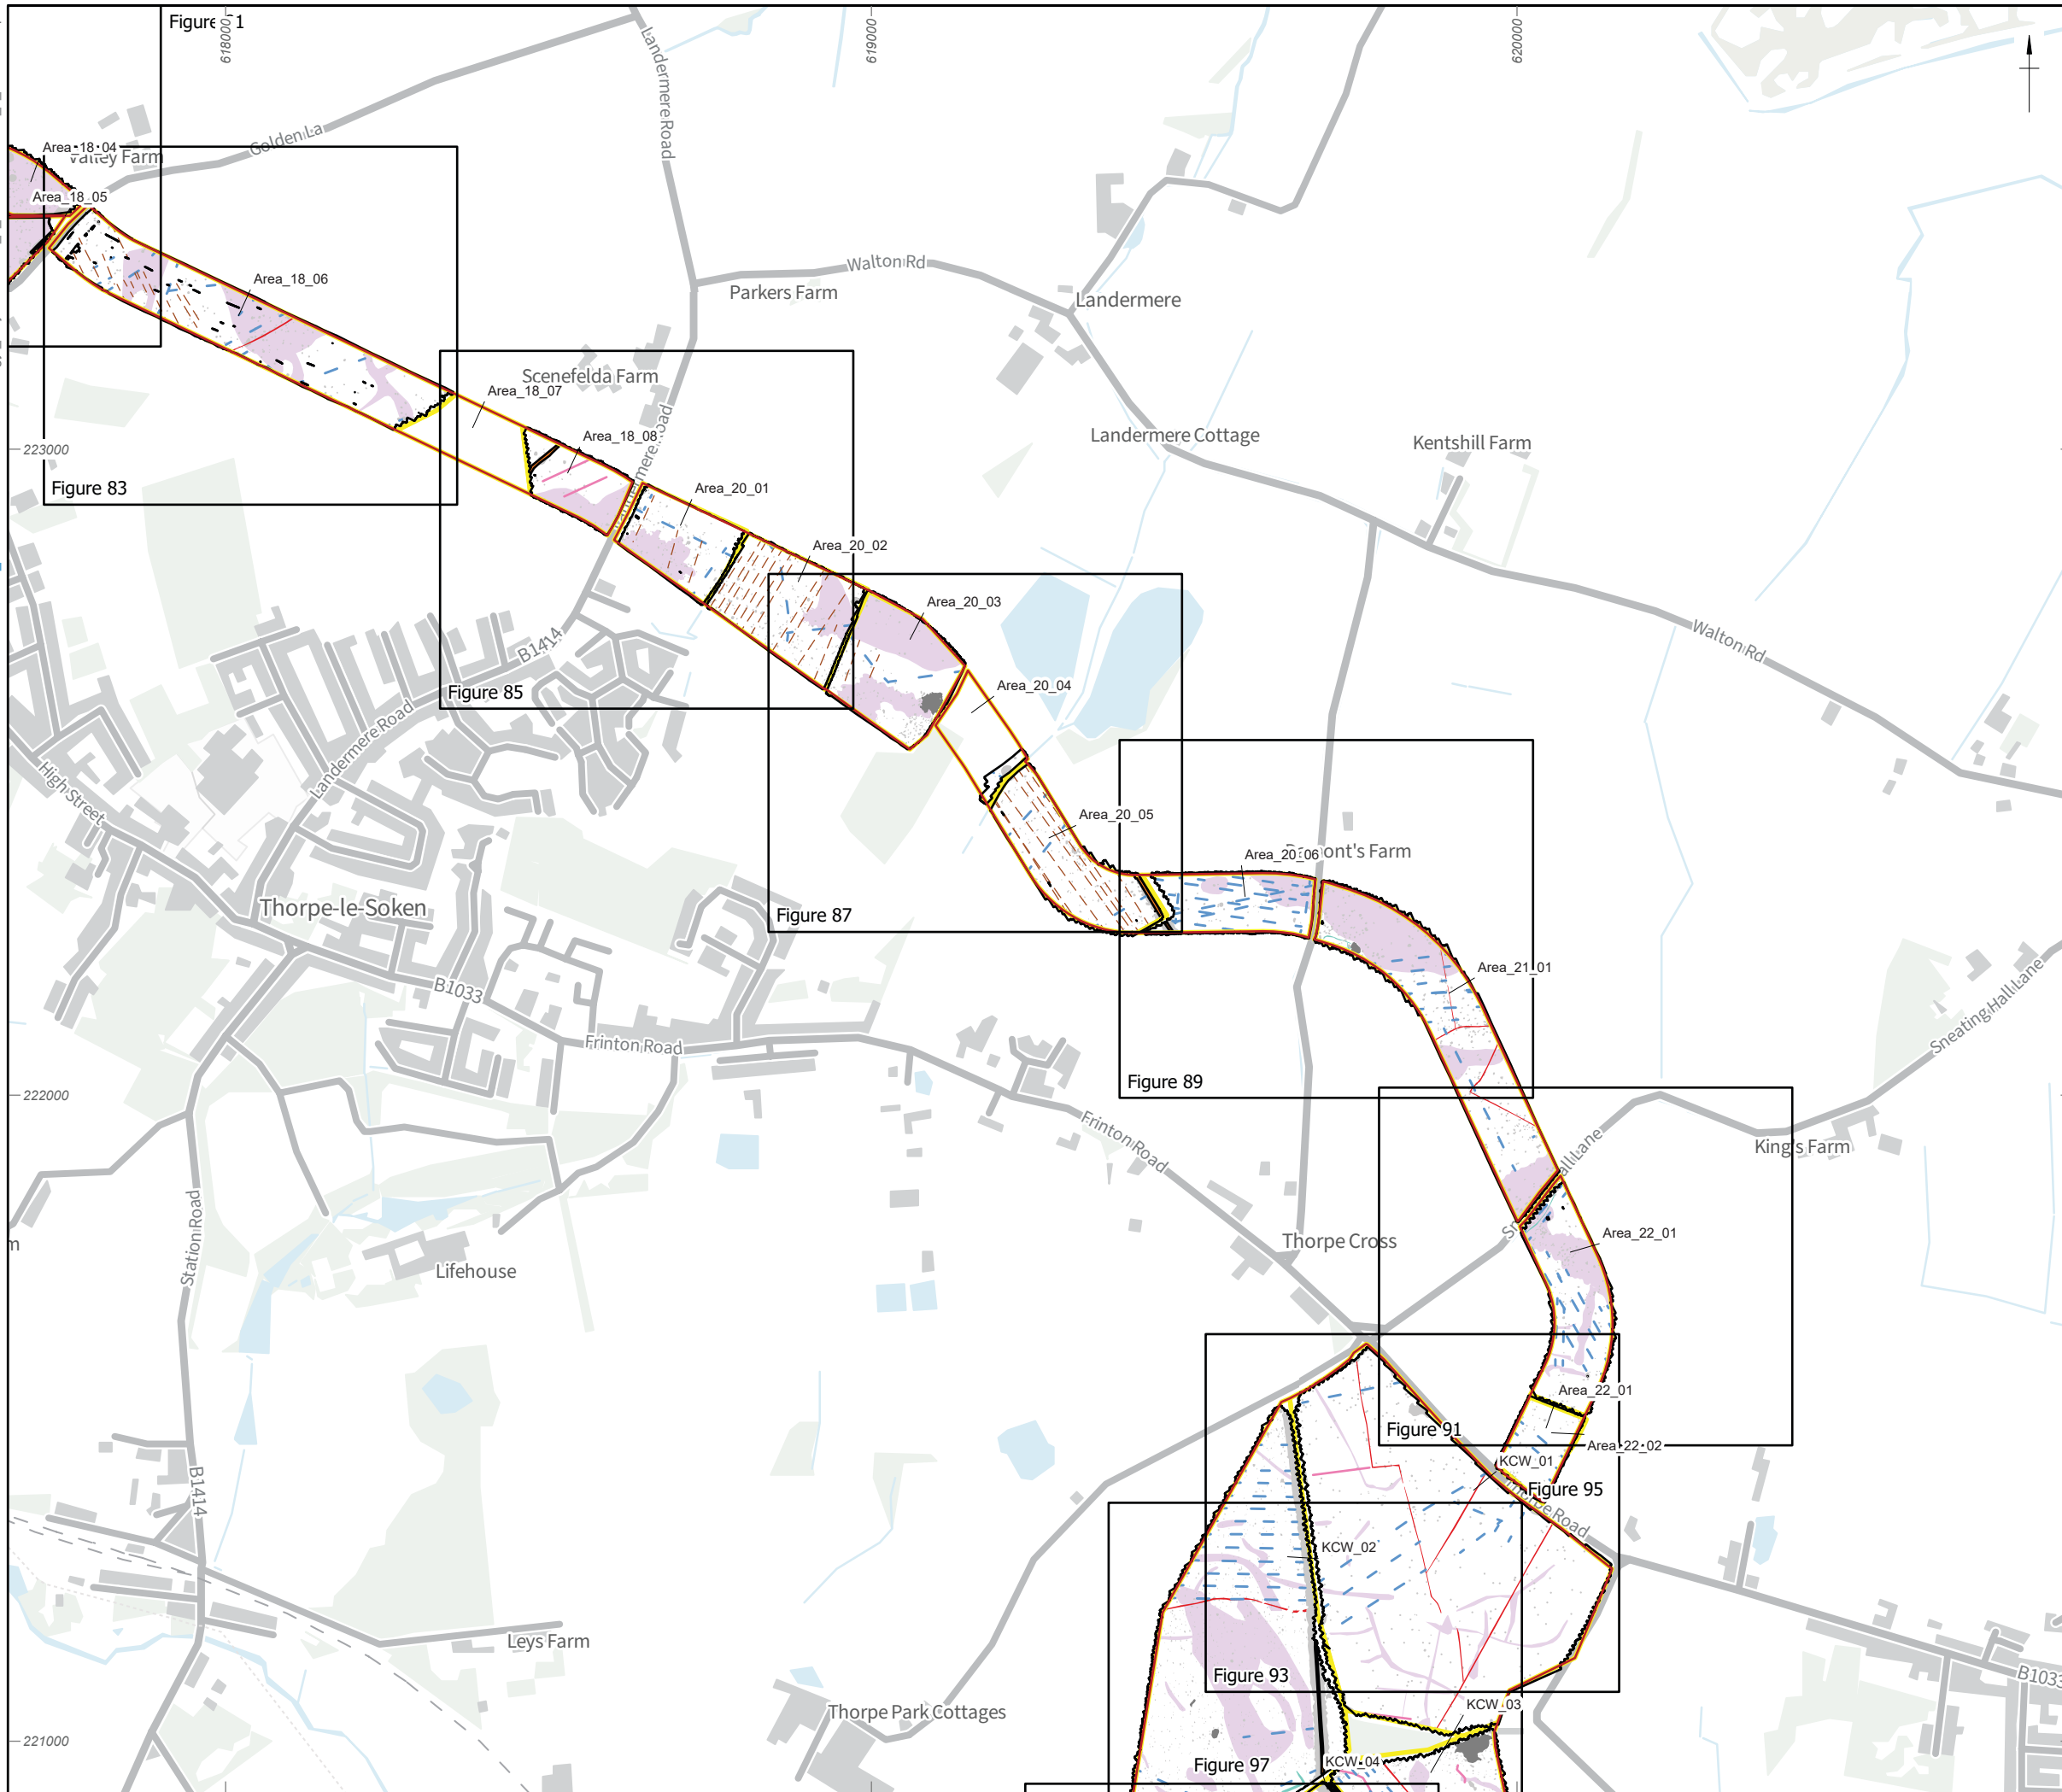 Figure 81
618000
619000
620000
Landermere Road
Golden La
Area_18_04
Valley Farm
Area_18_05
Area_18_06
Walton Rd
Parkers Farm
Landermere
Scenefelda Farm
Area_18_07
Area_18_08
Landermere Road
Landermere Cottage
Kentshill Farm
223000
Figure 83
Area_20_01
Area_20_02
Area_20_03
Walton Rd
B1414
Figure 85
Area_20_04
Landermere Road
High Street
Area_20_05
Area_20_06
Thorpe-le-Soken
Figure 87
Area_21_01
B1033
Sneating Hall Lane
Frinton Road
Figure 89
222000
Frinton Road
King's Farm
Station Road
Thorpe Cross
Area_22_01
m
Lifehouse
Area_22_01
Figure 91
Area_22_02
KCW_01
Figure 95
B1414
KCW_02
Leys Farm
Figure 93
B1033
KCW_03
Thorpe Park Cottages
221000
Figure 97
KCW_04